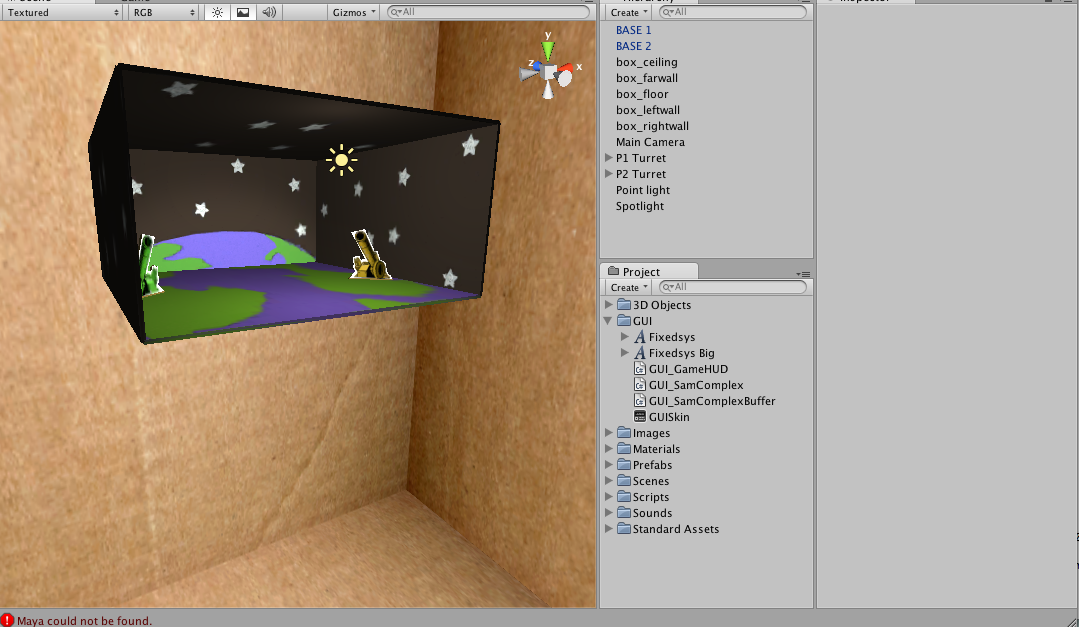 Textured
RGB
Gizmos
All
y
z
x
Hierarchy
Create
All
BASE 1
BASE 2
box_ceiling
box_farwall
box_floor
box_leftwall
box_rightwall
Main Camera
P1 Turret
P2 Turret
Point light
Spotlight
Project
Create
All
3D Objects
GUI
Fixedsys
Fixedsys Big
GUI_GameHUD
GUI_SamComplex
GUI_SamComplexBuffer
GUISkin
Images
Materials
Prefabs
Scenes
Scripts
Sounds
Standard Assets
Inspector
Maya could not be found.